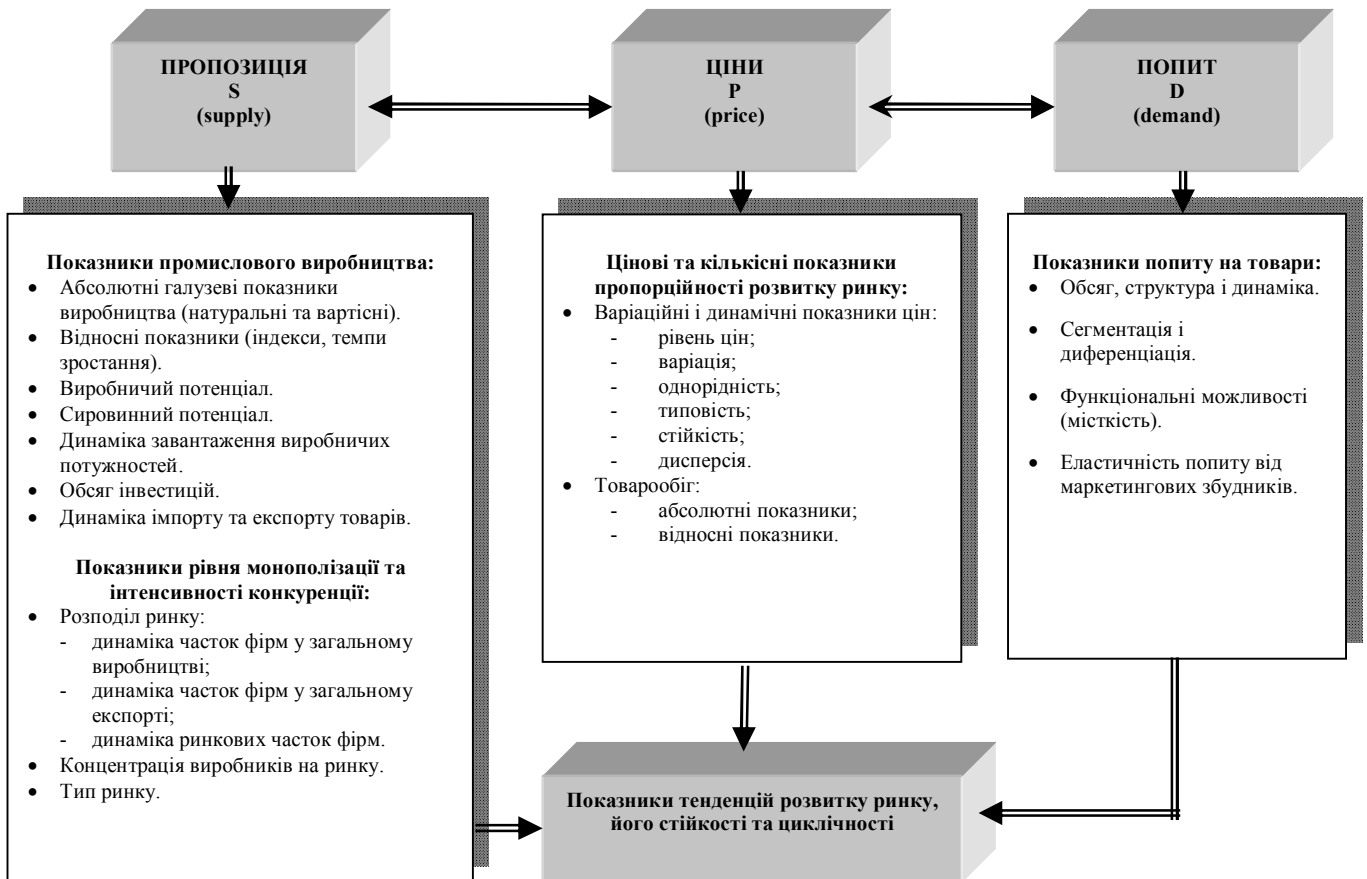 ПРОПОЗИЦІЯ
S
(supply)
ЦІНИ
P
(price)
ПОПИТ
D
(demand)
Показники промислового виробництва:
• Абсолютні галузеві показники
виробництва (натуральні та вартісні).
• Відносні показники (індекси, темпи
зростання).
• Виробничий потенціал.
• Сировинний потенціал.
• Динаміка завантаження виробничих
потужностей.
• Обсяг інвестицій.
• Динаміка імпорту та експорту товарів.
Показники рівня монополізації та
інтенсивності конкуренції:
• Розподіл ринку:
- динаміка часток фірм у загальному
виробництві;
- динаміка часток фірм у загальному
експорті;
- динаміка ринкових часток фірм.
• Концентрація виробників на ринку.
• Тип ринку.
Цінові та кількісні показники
пропорційності розвитку ринку:
• Варіаційні і динамічні показники цін:
- рівень цін;
- варіація;
- однорідність;
- типовість;
- стійкість;
- дисперсія.
• Товарообіг:
- абсолютні показники;
- відносні показники.
Показники попиту на товари:
• Обсяг, структура і динаміка.
• Сегментація і
диференціація.
• Функціональні можливості
(місткість).
• Еластичність попиту від
маркетингових збудників.
Показники тенденцій розвитку ринку,
його стійкості та циклічності